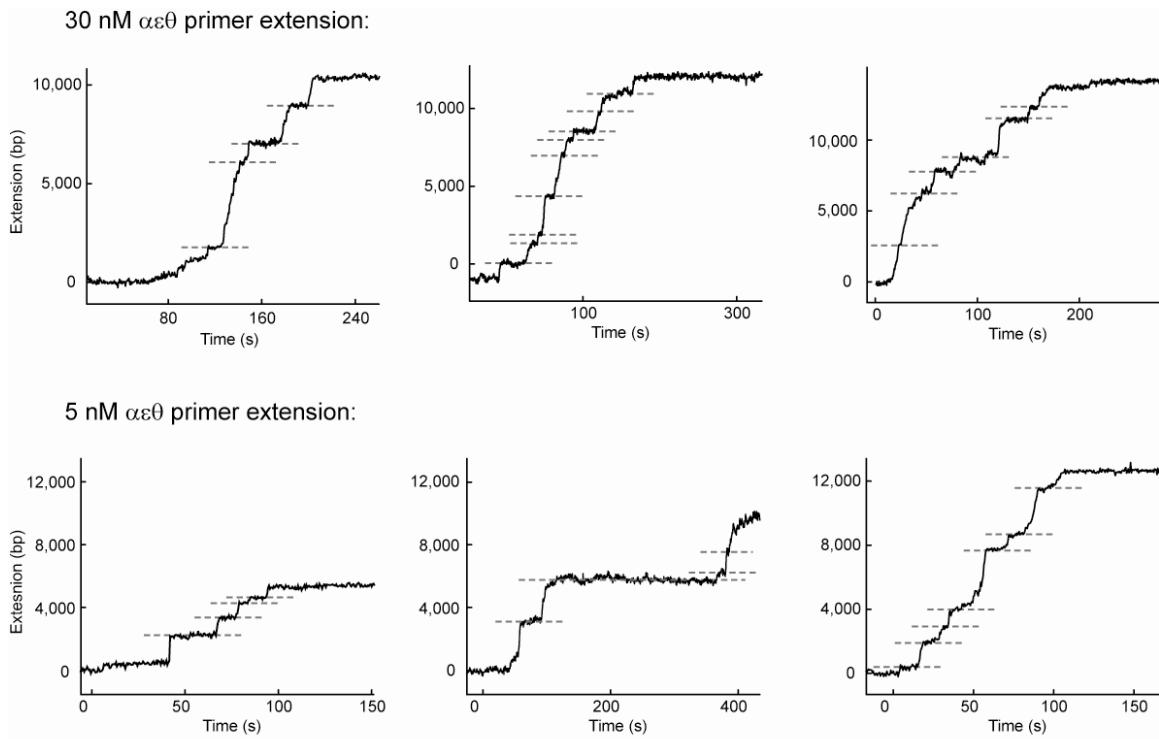 30 nM αεθ primer extension:
Extension (bp)
10,000
5,000
0
80 160 240
Time (s)
10,000
5,000
0
100 300
Time (s)
10,000
5,000
0
0 100 200
Time (s)
5 nM αεθ primer extension:
Extesnion (bp)
12,000
8,000
4,000
0
0 50 100 150
Time (s)
12,000
8,000
4,000
0
0 200 400
Time (s)
12,000
8,000
4,000
0
0 50 100 150
Time (s)